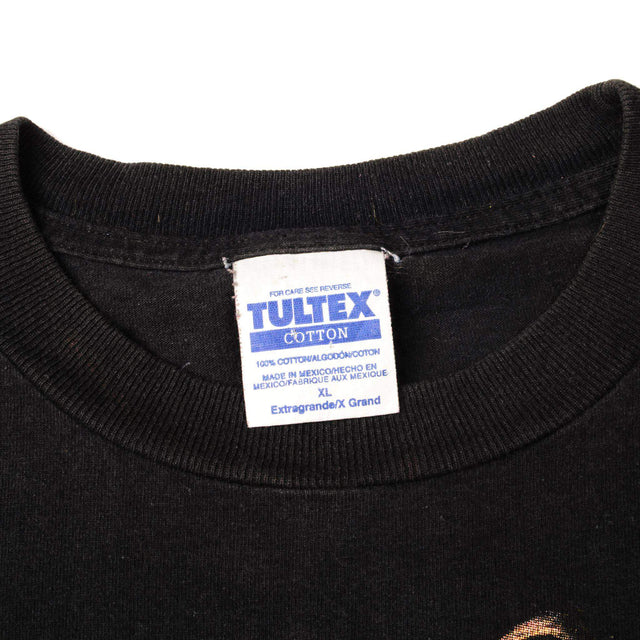 FOR CARE SEE REVERSE
TULTEX®
COTTON
100% COTTON/ALGODÓN/COTON
MADE IN MEXICO/HECHO EN
MEXICO/FABRIQUE AUX MEXIQUE
XL
Extragrande/X Grand